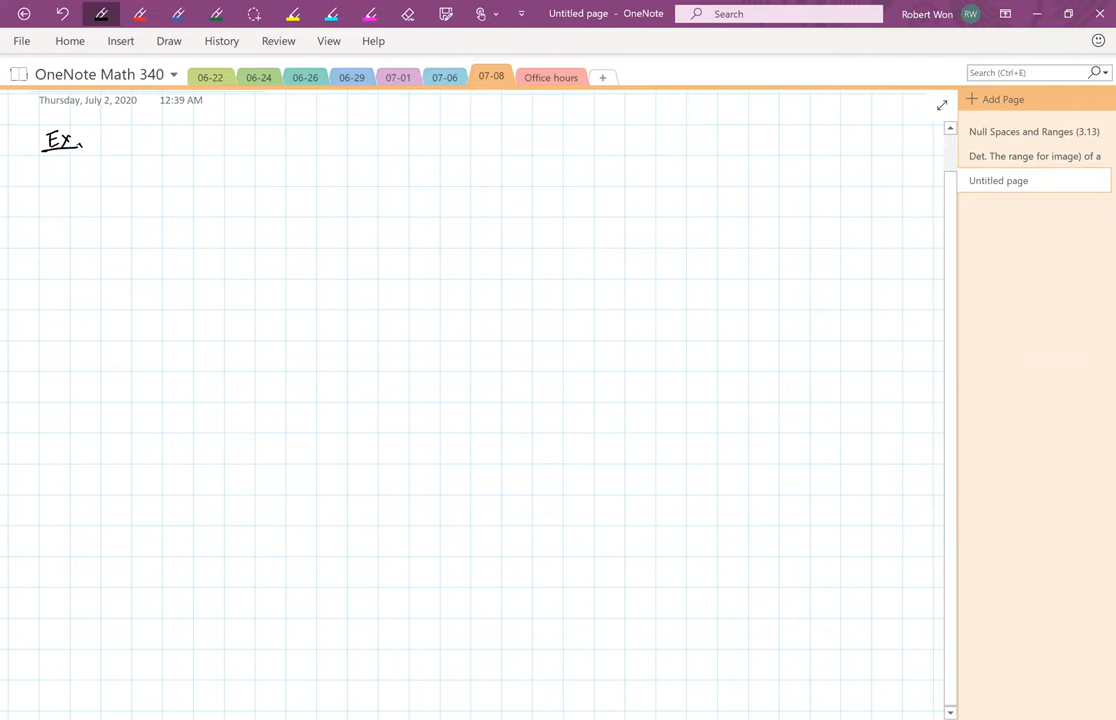 Untitled page - OneNote
Search
Robert Won RW
File Home Insert Draw History Review View Help
OneNote Math 340 06-22 06-24 06-26 06-29 07-01 07-06 07-08 Office hours
Search (Ctrl+E)
Thursday, July 2, 2020 12:39 AM
Add Page
Ex.
Null Spaces and Ranges (3.13)
Det. The range for image) of a
Untitled page